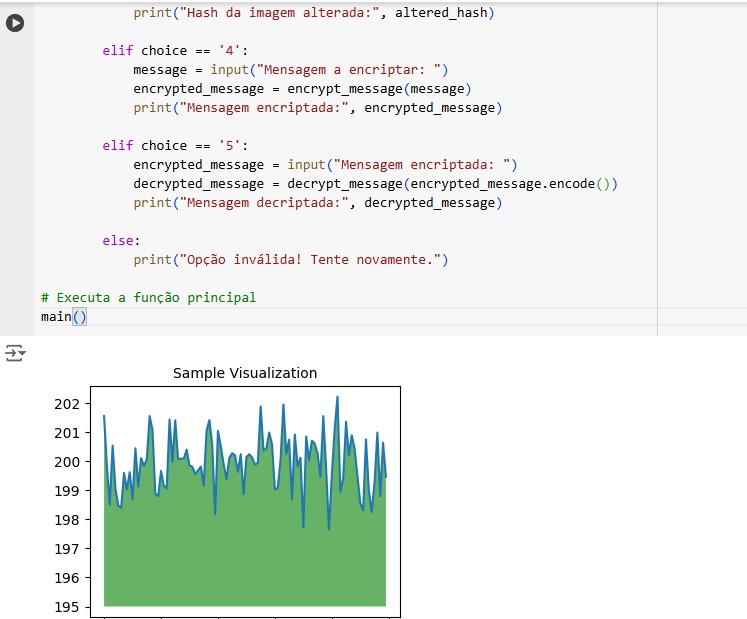 print("Hash da imagem alterada:", altered_hash)
elif choice == '4':
message = input("Mensagem a encriptar: ")
encrypted_message = encrypt_message(message)
print("Mensagem encriptada:", encrypted_message)
elif choice == '5':
encrypted_message = input("Mensagem encriptada: ")
decrypted_message = decrypt_message(encrypted_message.encode())
print("Mensagem decriptada:", decrypted_message)
else:
print("Opção inválida! Tente novamente.")
# Executa a função principal
main()
Sample Visualization
202
201
200
199
198
197
196
195